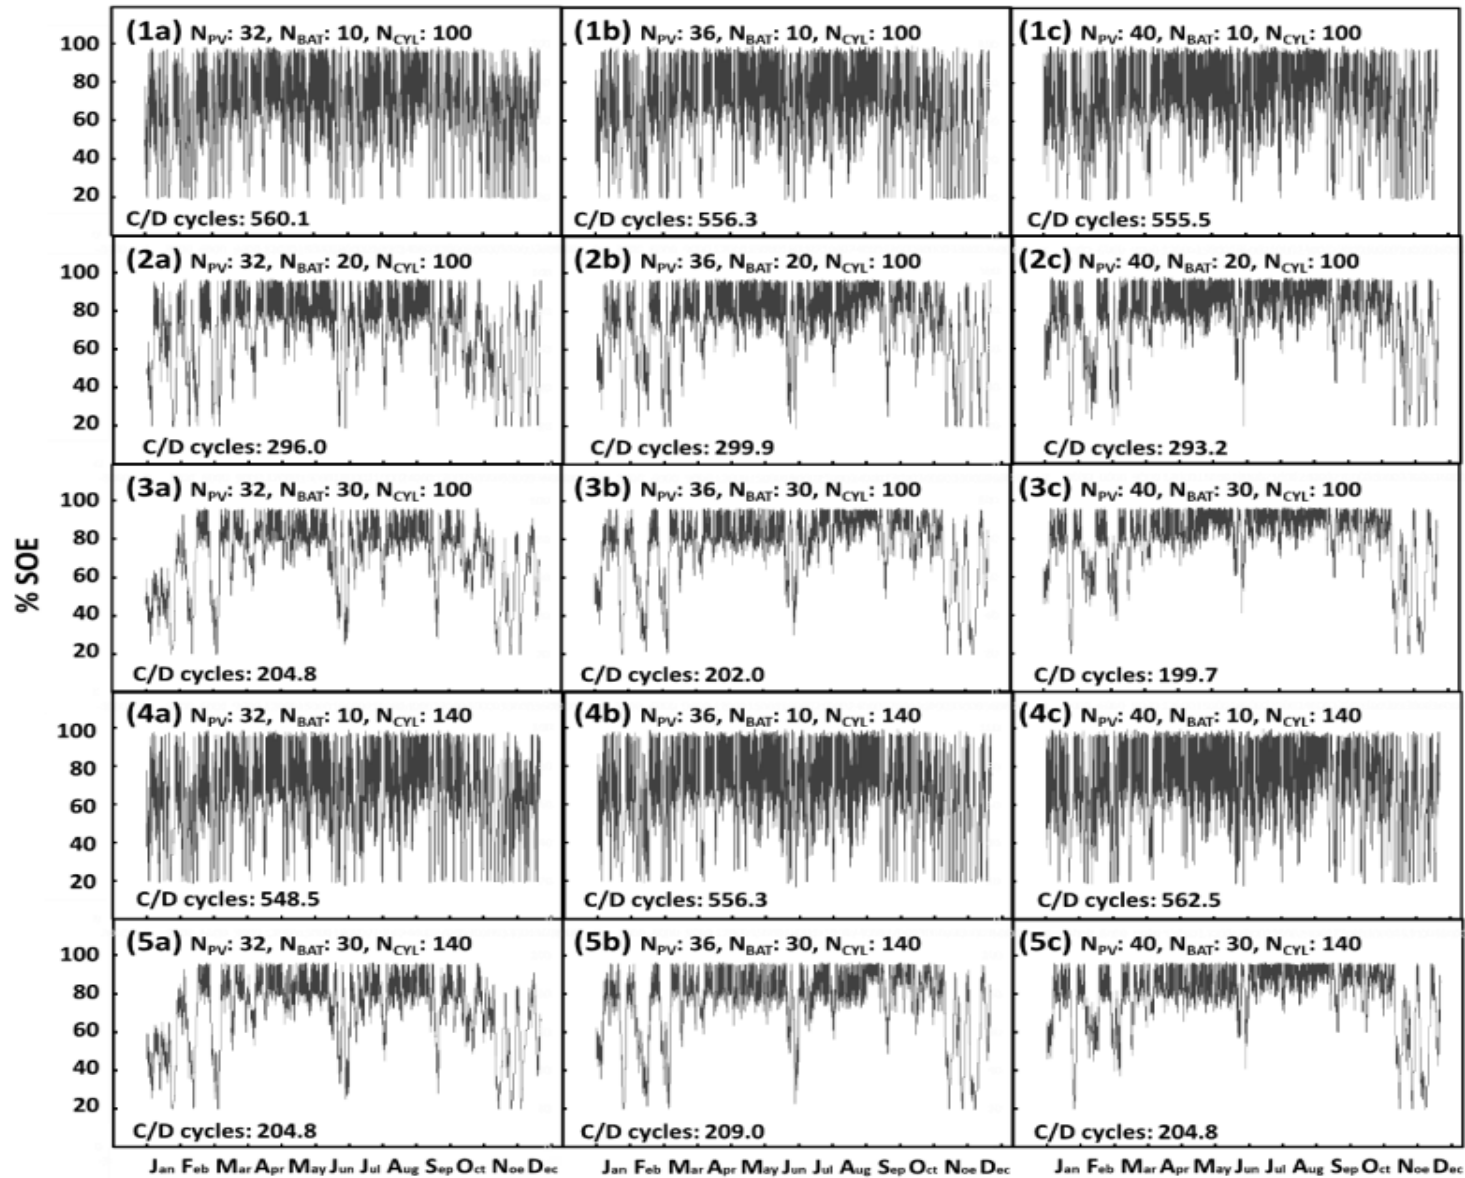 (1a) NPV: 32, NBAT: 10, NCYL: 100
(1b) NPV: 36, NBAT: 10, NCYL: 100
(1c) NPV: 40, NBAT: 10, NCYL: 100
100
80
60
40
20
C/D cycles: 560.1
C/D cycles: 556.3
C/D cycles: 555.5
(2a) NPV: 32, NBAT: 20, NCYL: 100
(2b) NPV: 36, NBAT: 20, NCYL: 100
(2c) NPV: 40, NBAT: 20, NCYL: 100
100
80
60
40
20
C/D cycles: 296.0
C/D cycles: 299.9
C/D cycles: 293.2
(3a) NPV: 32, NBAT: 30, NCYL: 100
(3b) NPV: 36, NBAT: 30, NCYL: 100
(3c) NPV: 40, NBAT: 30, NCYL: 100
100
80
60
40
20
% SOE
C/D cycles: 204.8
C/D cycles: 202.0
C/D cycles: 199.7
(4a) NPV: 32, NBAT: 10, NCYL: 140
(4b) NPV: 36, NBAT: 10, NCYL: 140
(4c) NPV: 40, NBAT: 10, NCYL: 140
100
80
60
40
20
C/D cycles: 548.5
C/D cycles: 556.3
C/D cycles: 562.5
(5a) NPV: 32, NBAT: 30, NCYL: 140
(5b) NPV: 36, NBAT: 30, NCYL: 140
(5c) NPV: 40, NBAT: 30, NCYL: 140
100
80
60
40
20
C/D cycles: 204.8
C/D cycles: 209.0
C/D cycles: 204.8
Jan Feb Mar Apr May Jun Jul Aug Sep Oct Noe Dec
Jan Feb Mar Apr May Jun Jul Aug Sep Oct Noe Dec
Jan Feb Mar Apr May Jun Jul Aug Sep Oct Noe Dec